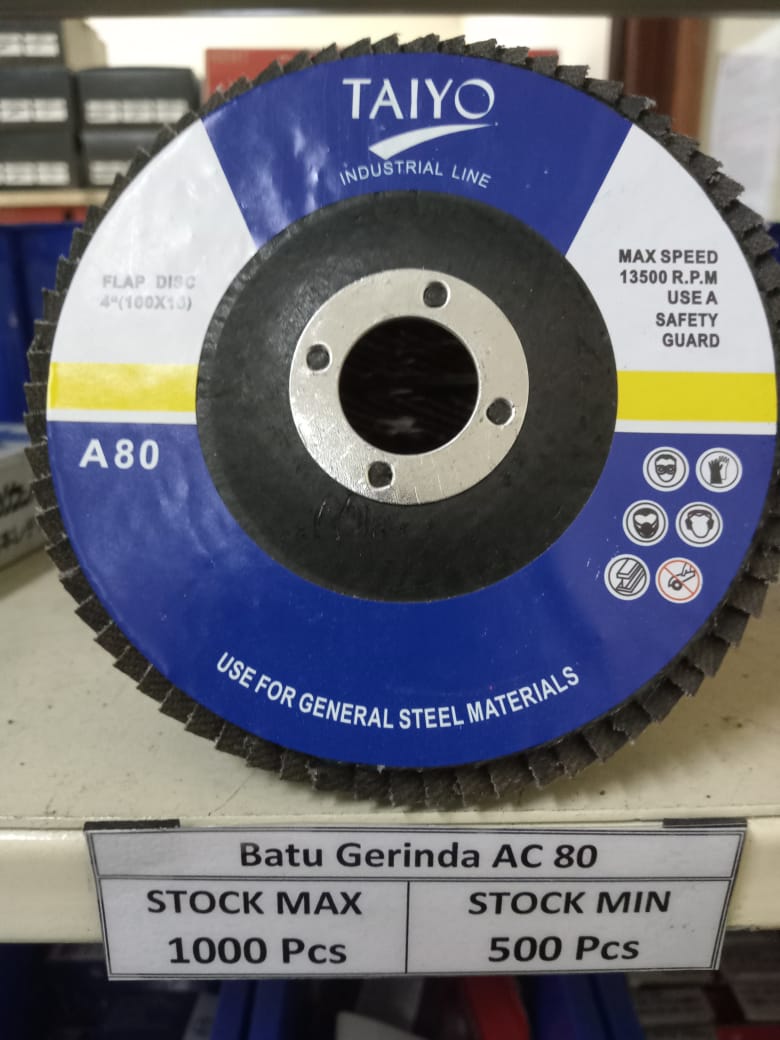 TAIYO
INDUSTRIAL LINE
FLAP DISC
4"(100X16)
MAX SPEED
13500 R.P.M
USE A
SAFETY
GUARD
A80
USE FOR GENERAL STEEL MATERIALS
Batu Gerinda AC 80
STOCK MAX
STOCK MIN
1000 Pcs
500 Pcs